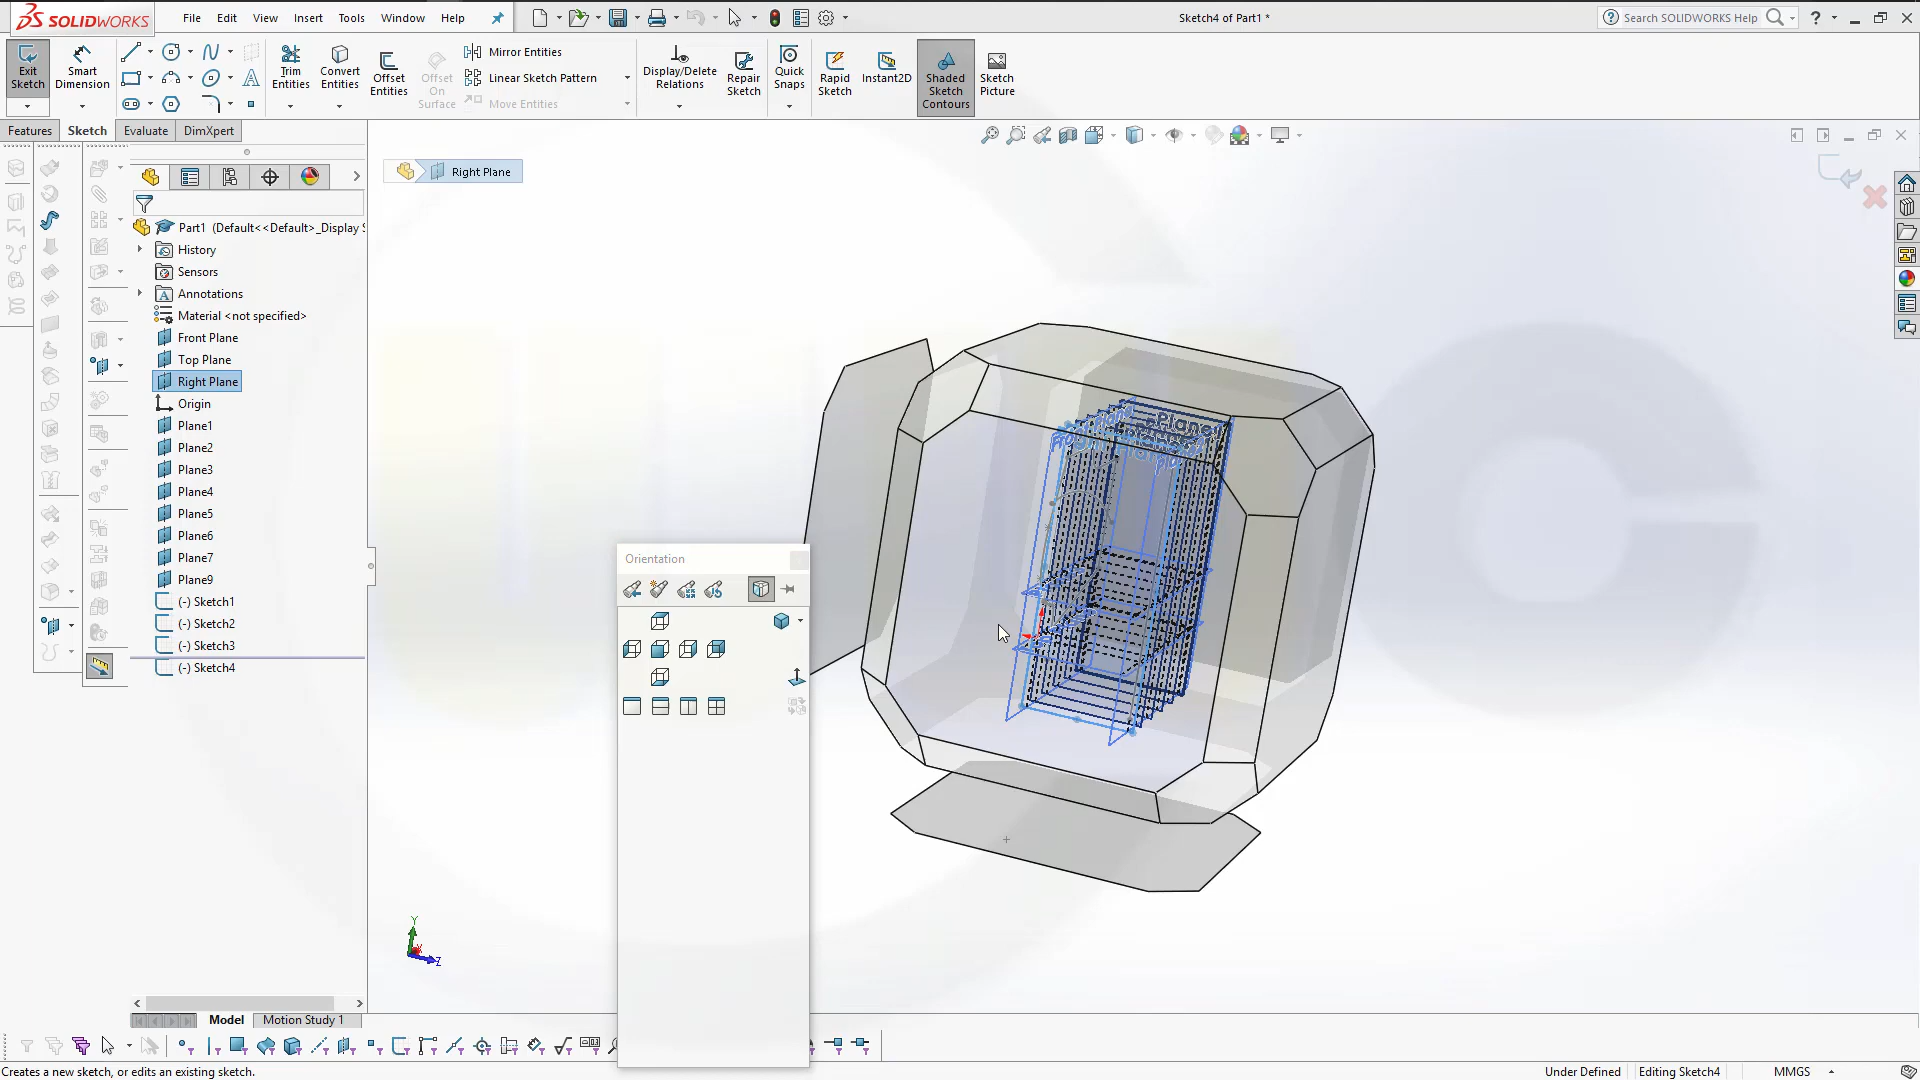 SOLIDWORKS
File Edit View Insert Tools Window Help
Sketch4 of Part1 *
Search SOLIDWORKS Help
Exit Sketch
Smart Dimension
Trim Entities
Convert Entities
Offset Entities
Offset On Surface
Mirror Entities
Linear Sketch Pattern
Move Entities
Display/Delete Relations
Repair Sketch
Quick Snaps
Rapid Sketch
Instant2D
Shaded Sketch Contours
Sketch Picture
Features Sketch Evaluate DimXpert
Right Plane
Part1 (Default<<Default>_Display S
History
Sensors
Annotations
Material <not specified>
Front Plane
Top Plane
Right Plane
Origin
Plane1
Plane2
Plane3
Plane4
Plane5
Plane6
Plane7
Plane9
(-) Sketch1
(-) Sketch2
(-) Sketch3
(-) Sketch4
Orientation
Y
Z
Model Motion Study 1
Creates a new sketch, or edits an existing sketch.
Under Defined
Editing Sketch4
MMGS